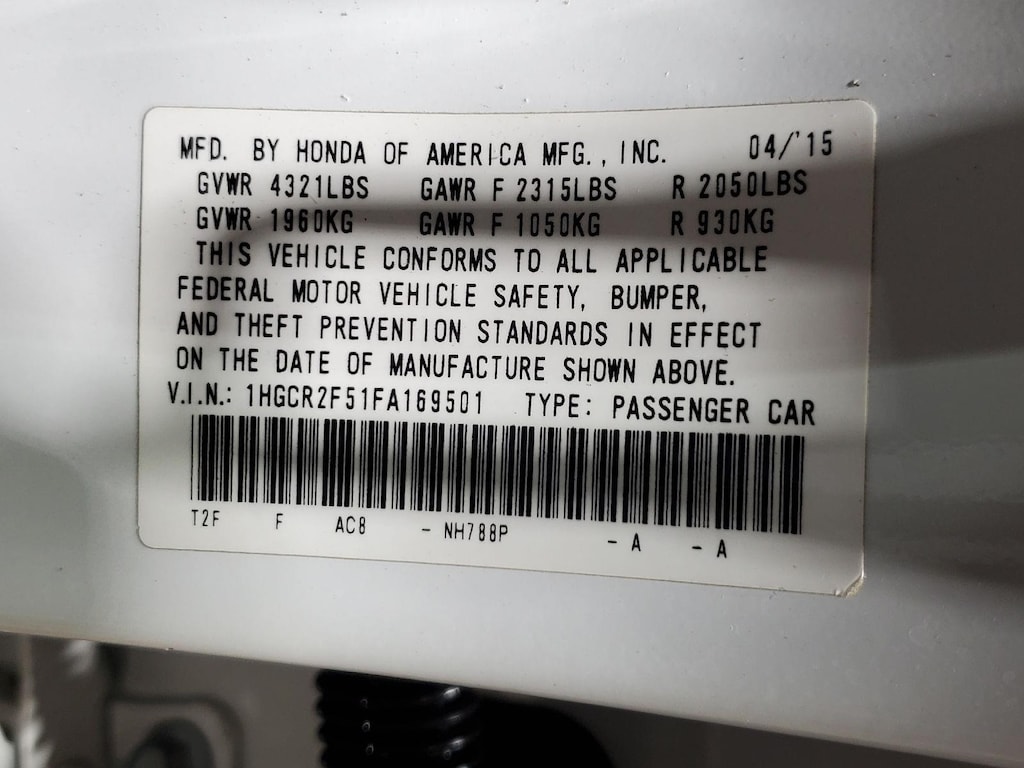 MFD. BY HONDA OF AMERICA MFG., INC. 04/'15
GVWR 4321LBS GAWR F 2315LBS R 2050LBS
GVWR 1960KG GAWR F 1050KG R 930KG
THIS VEHICLE CONFORMS TO ALL APPLICABLE
FEDERAL MOTOR VEHICLE SAFETY, BUMPER,
AND THEFT PREVENTION STANDARDS IN EFFECT
ON THE DATE OF MANUFACTURE SHOWN ABOVE.
V.I.N.: 1HGCR2F51FA169501 TYPE: PASSENGER CAR
T2F F AC8 - NH788P - A - A